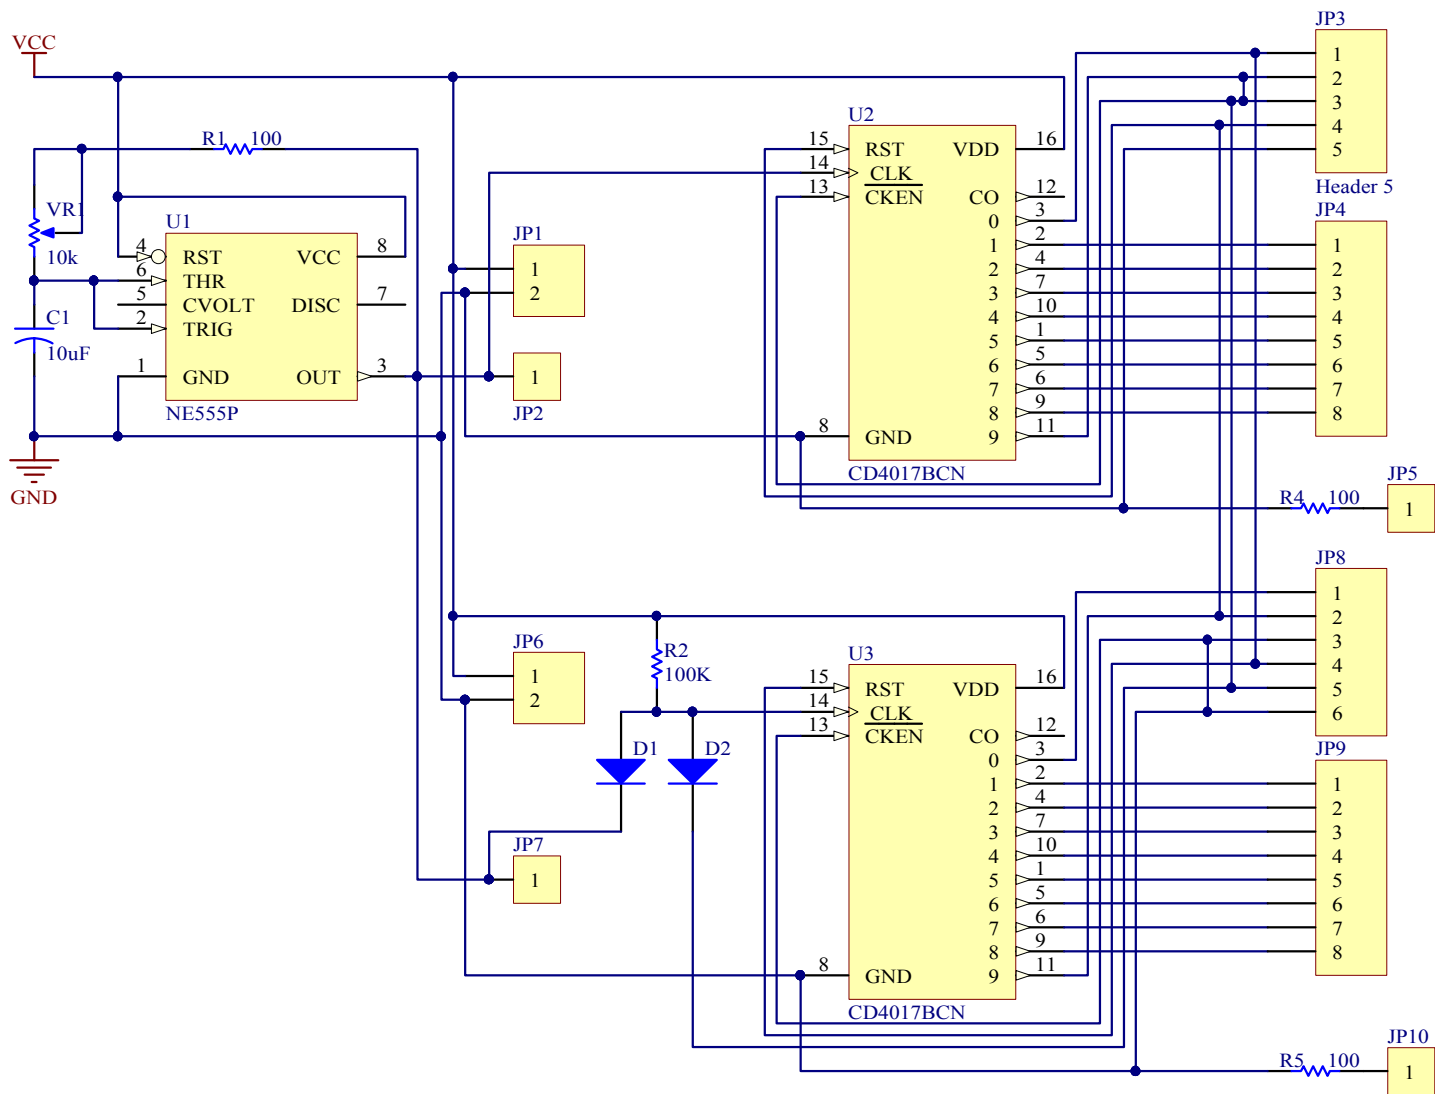 VCC
R1 100
VR1
10k
C1
10uF
GND
U1
4 RST VCC 8
6 THR
5 CVOLT DISC 7
2 TRIG
1 GND OUT 3
NE555P
JP1
1
2
1
JP2
U2
15 RST VDD 16
14 CLK
13 CKEN CO 12
0 3
1 2
2 4
3 7
4 10
5 1
6 5
7 6
8 9
8 GND 9 11
CD4017BCN
JP3
1
2
3
4
5
Header 5
JP4
1
2
3
4
5
6
7
8
R4 100
JP5
1
JP6
1
2
R2
100K
D1
D2
JP7
1
U3
15 RST VDD 16
14 CLK
13 CKEN CO 12
0 3
1 2
2 4
3 7
4 10
5 1
6 5
7 6
8 9
8 GND 9 11
CD4017BCN
JP8
1
2
3
4
5
6
JP9
1
2
3
4
5
6
7
8
R5 100
JP10
1